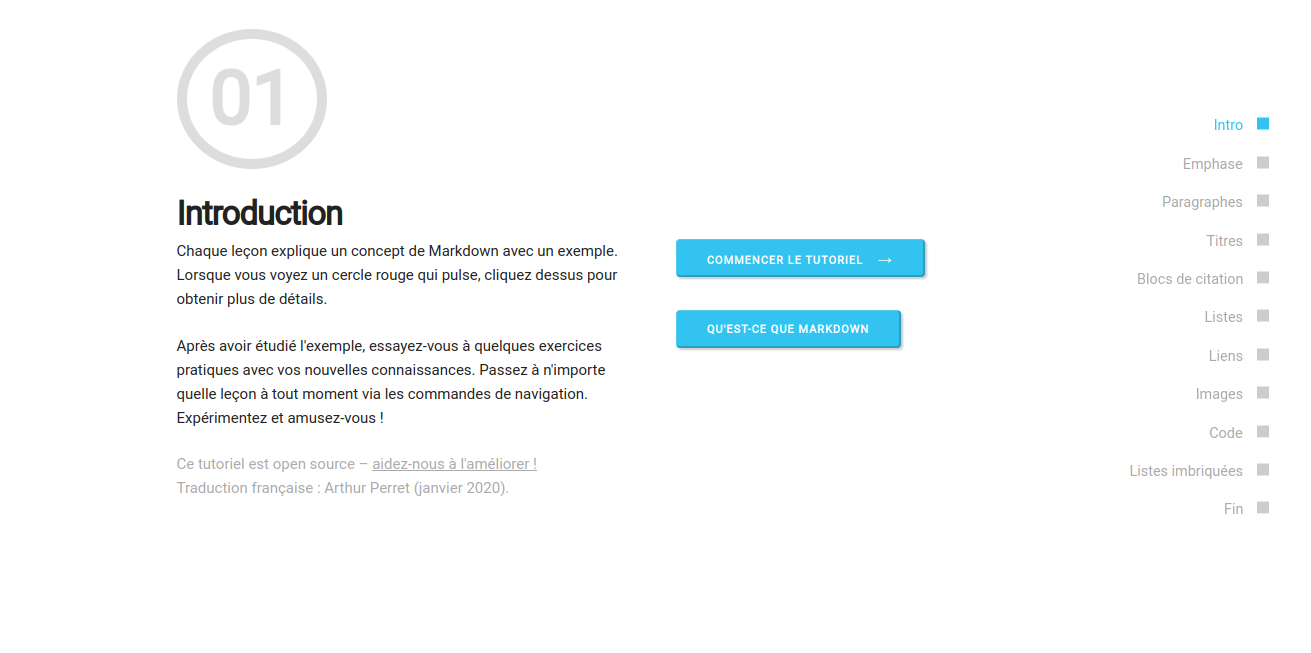 01
Introduction
Chaque leçon explique un concept de Markdown avec un exemple.
Lorsque vous voyez un cercle rouge qui pulse, cliquez dessus pour
obtenir plus de détails.
Après avoir étudié l'exemple, essayez-vous à quelques exercices
pratiques avec vos nouvelles connaissances. Passez à n'importe
quelle leçon à tout moment via les commandes de navigation.
Expérimentez et amusez-vous !
Ce tutoriel est open source – aidez-nous à l'améliorer !
Traduction française : Arthur Perret (janvier 2020).
COMMENCER LE TUTORIEL →
QU'EST-CE QUE MARKDOWN
Intro
Emphase
Paragraphes
Titres
Blocs de citation
Listes
Liens
Images
Code
Listes imbriquées
Fin